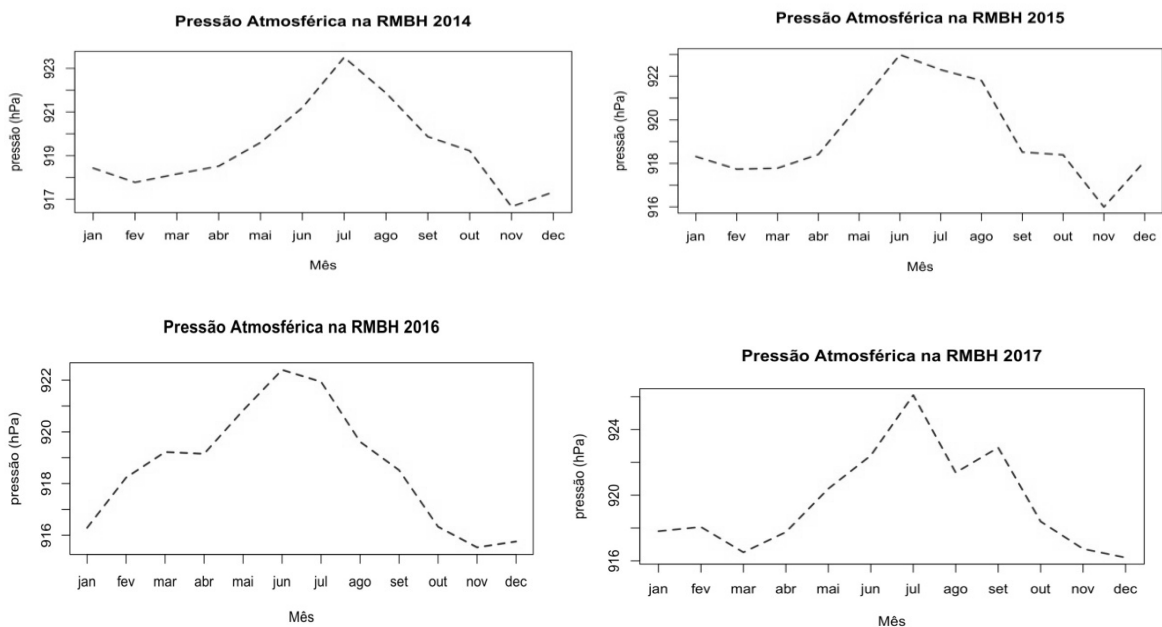 Pressão Atmosférica na RMBH 2014
pressão (hPa)
923
921
919
917
jan fev mar abr mai jun jul ago set out nov dec
Mês
Pressão Atmosférica na RMBH 2015
pressão (hPa)
922
920
918
916
jan fev mar abr mai jun jul ago set out nov dec
Mês
Pressão Atmosférica na RMBH 2016
pressão (hPa)
922
920
918
916
jan fev mar abr mai jun jul ago set out nov dec
Mês
Pressão Atmosférica na RMBH 2017
pressão (hPa)
924
920
916
jan fev mar abr mai jun jul ago set out nov dec
Mês